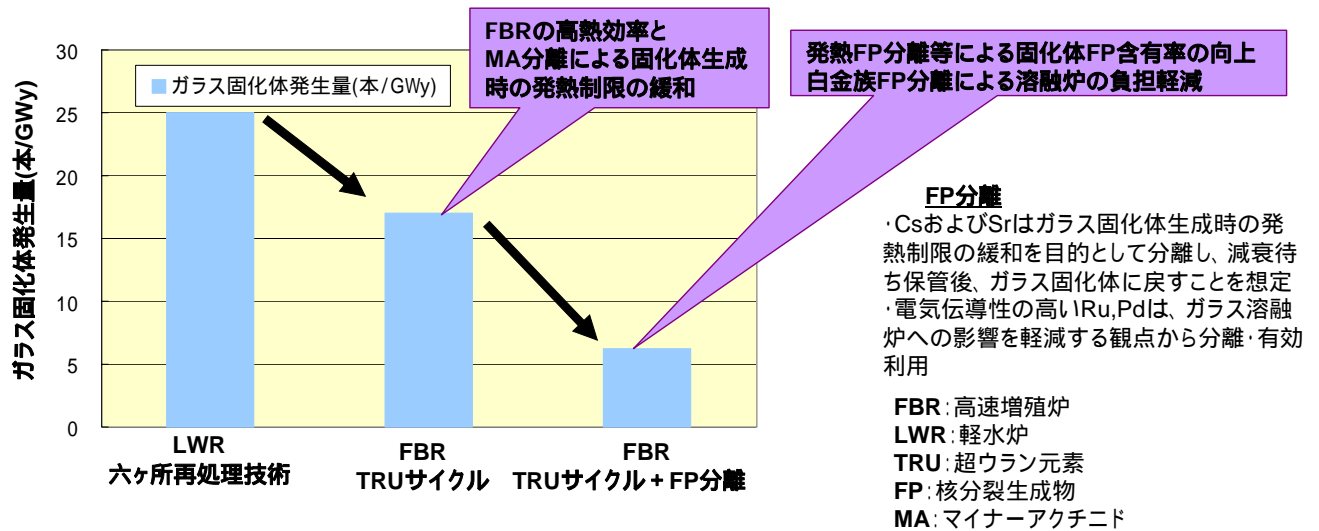 FBRの高熱効率と
MA分離による固化体生成
時の発熱制限の緩和
発熱FP分離等による固化体FP含有率の向上
白金族FP分離による溶融炉の負担軽減
ガラス固化体発生量(本/GWy)
ガラス固化体発生量(本/GWy)
30
25
20
15
10
5
0
LWR
六ヶ所再処理技術
FBR
TRUサイクル
FBR
TRUサイクル + FP分離
FP分離
・CsおよびSrはガラス固化体生成時の発
熱制限の緩和を目的として分離し、減衰待
ち保管後、ガラス固化体に戻すことを想定
・電気伝導性の高いRu,Pdは、ガラス溶融
炉への影響を軽減する観点から分離・有効
利用
FBR:高速増殖炉
LWR:軽水炉
TRU:超ウラン元素
FP:核分裂生成物
MA:マイナーアクチニド